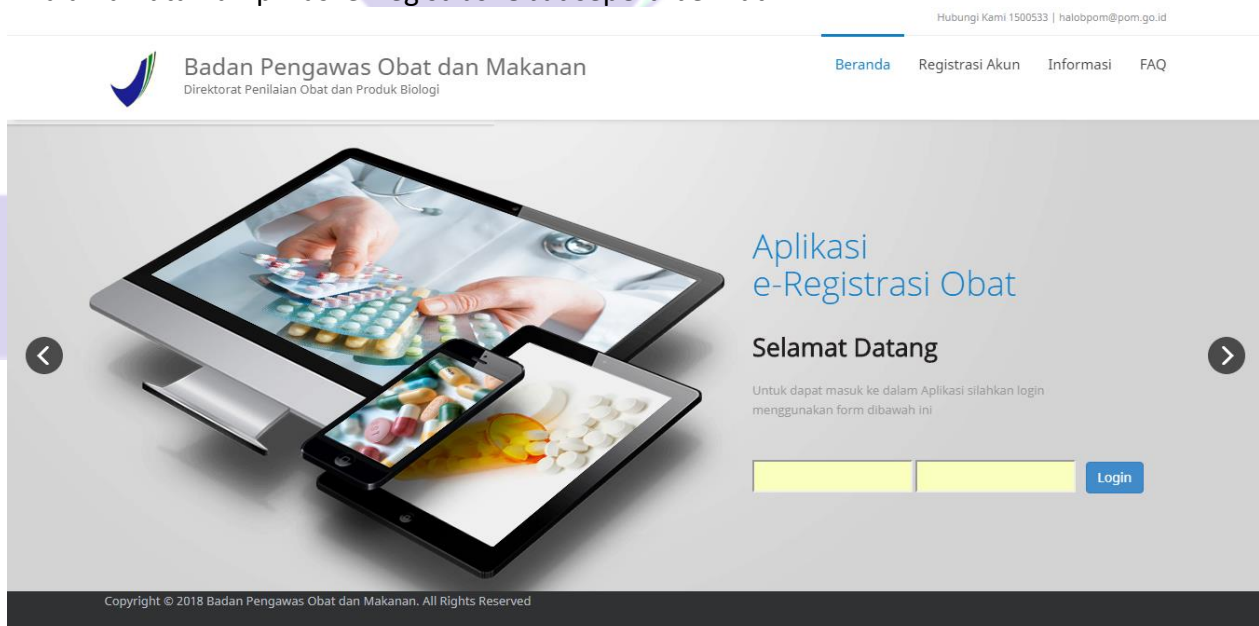 Hubungi Kami 1500533 | halobpom@pom.go.id
Badan Pengawas Obat dan Makanan
Direktorat Penilaian Obat dan Produk Biologi
Beranda Registrasi Akun Informasi FAQ
Aplikasi
e-Registrasi Obat
Selamat Datang
Untuk dapat masuk ke dalam Aplikasi silahkan login
menggunakan form dibawah ini
Login
Copyright © 2018 Badan Pengawas Obat dan Makanan. All Rights Reserved